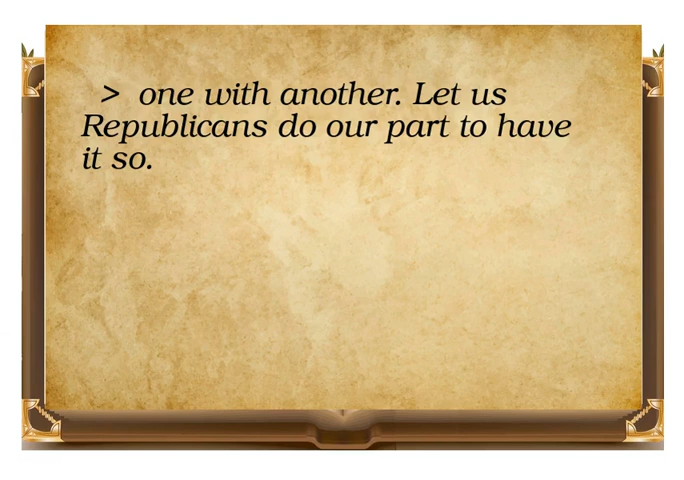 > one with another. Let us
Republicans do our part to have
it so.